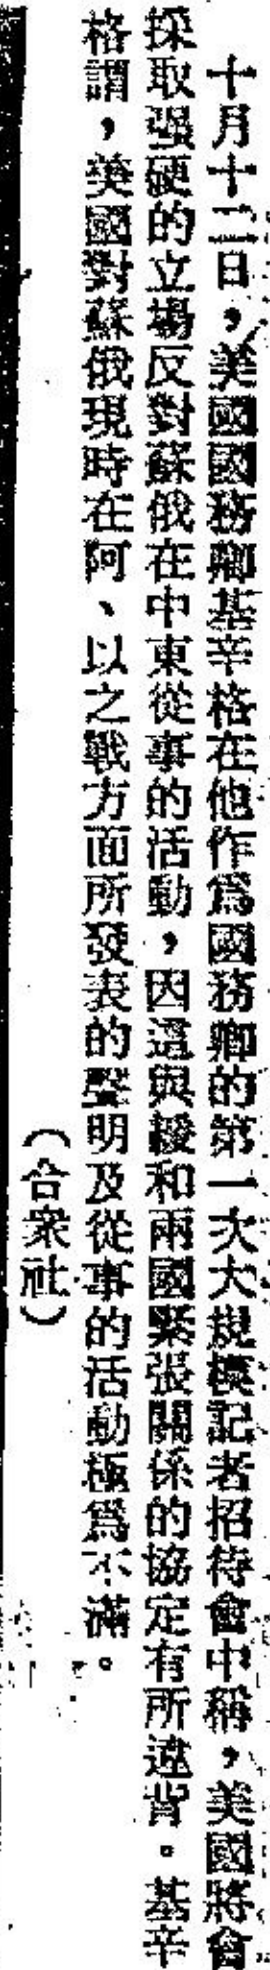 十月十二日，美國國務卿基辛格在他作爲國務卿的第一次大規模記者招待會中稱，美國將會
採取强硬的立場反對蘇俄在中東從事的活動，因這與緩和兩國緊張關係的協定有所違背。基辛
格謂，美國對蘇俄現時在阿、以之戰方面所發表的聲明及從事的活動極爲不滿。
（合衆社）